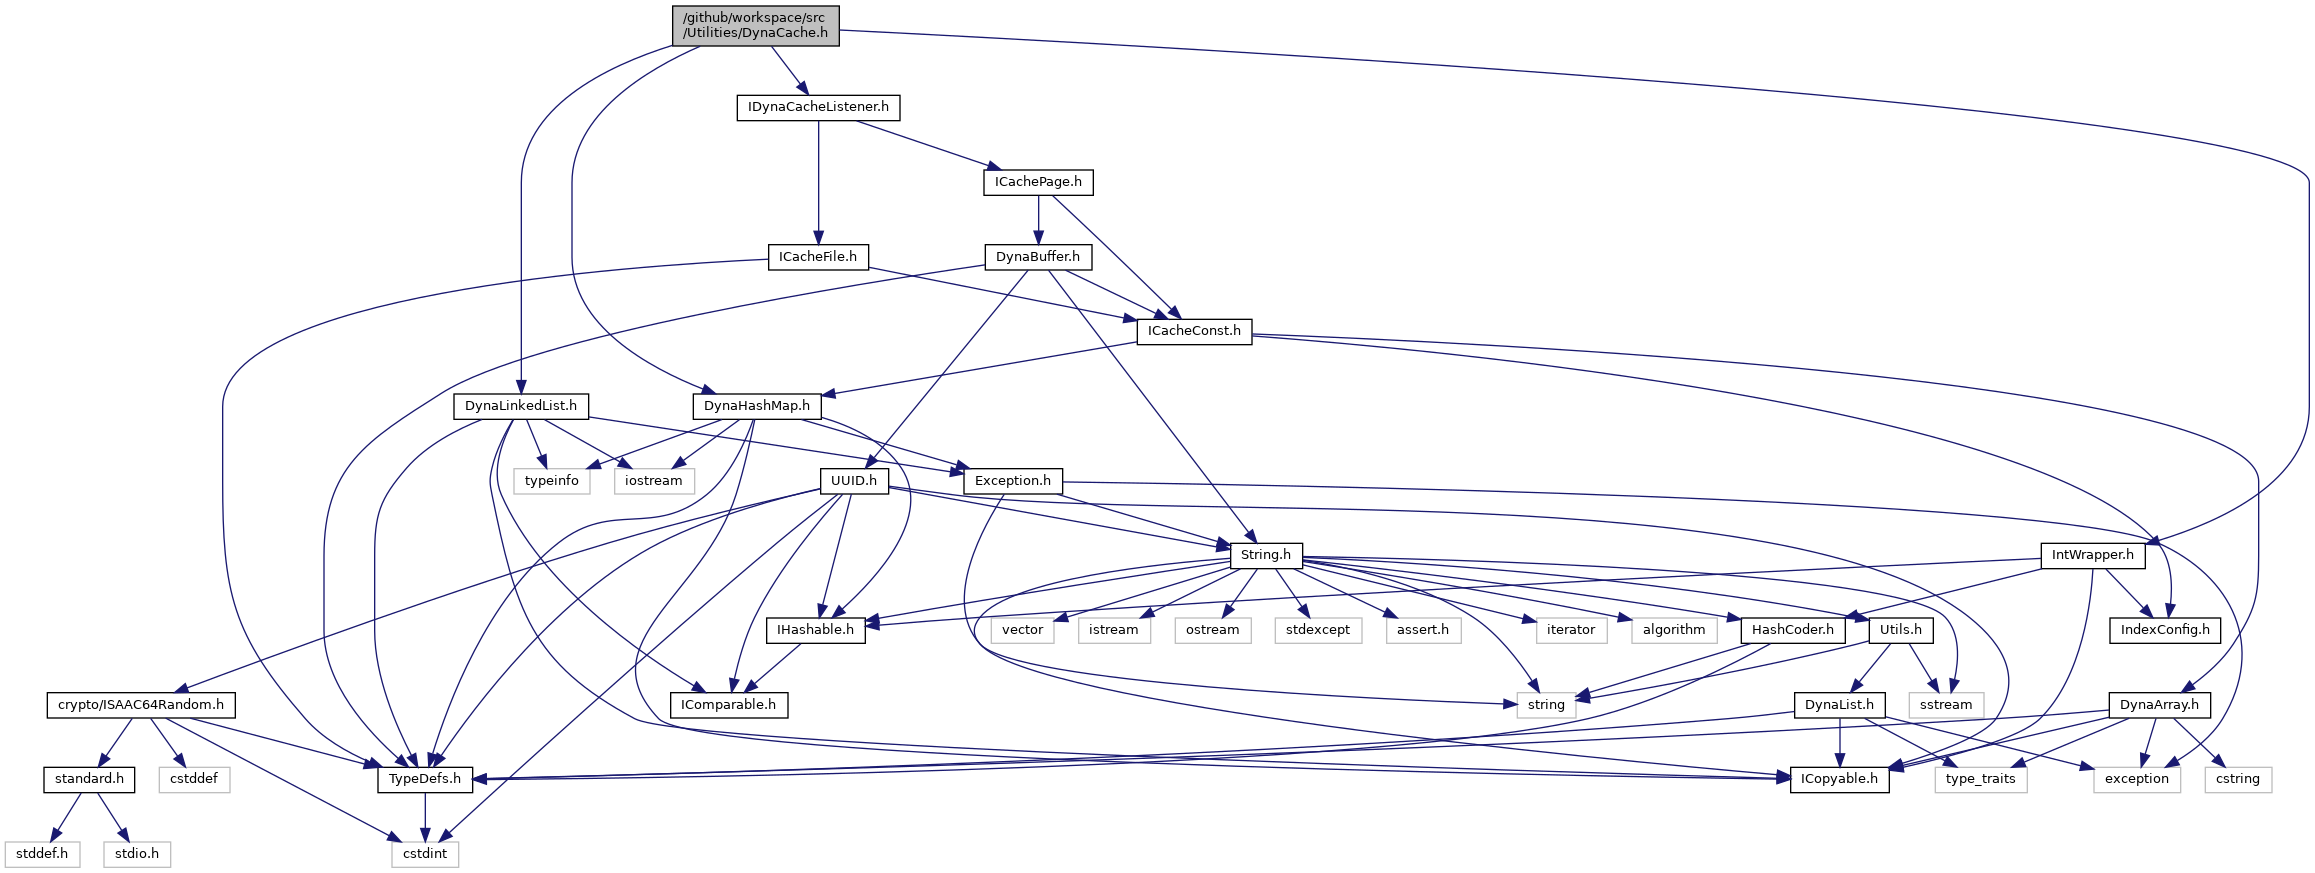 /github/workspace/src
/Utilities/DynaCache.h
IDynaCacheListener.h
ICachePage.h
ICacheFile.h
DynaBuffer.h
ICacheConst.h
DynaLinkedList.h
DynaHashMap.h
typeinfo
iostream
UUID.h
Exception.h
String.h
IntWrapper.h
IHashable.h
vector
istream
ostream
stdexcept
assert.h
iterator
algorithm
HashCoder.h
Utils.h
IndexConfig.h
crypto/ISAAC64Random.h
IComparable.h
string
DynaList.h
sstream
DynaArray.h
standard.h
cstddef
TypeDefs.h
ICopyable.h
type_traits
exception
cstring
stddef.h
stdio.h
cstdint